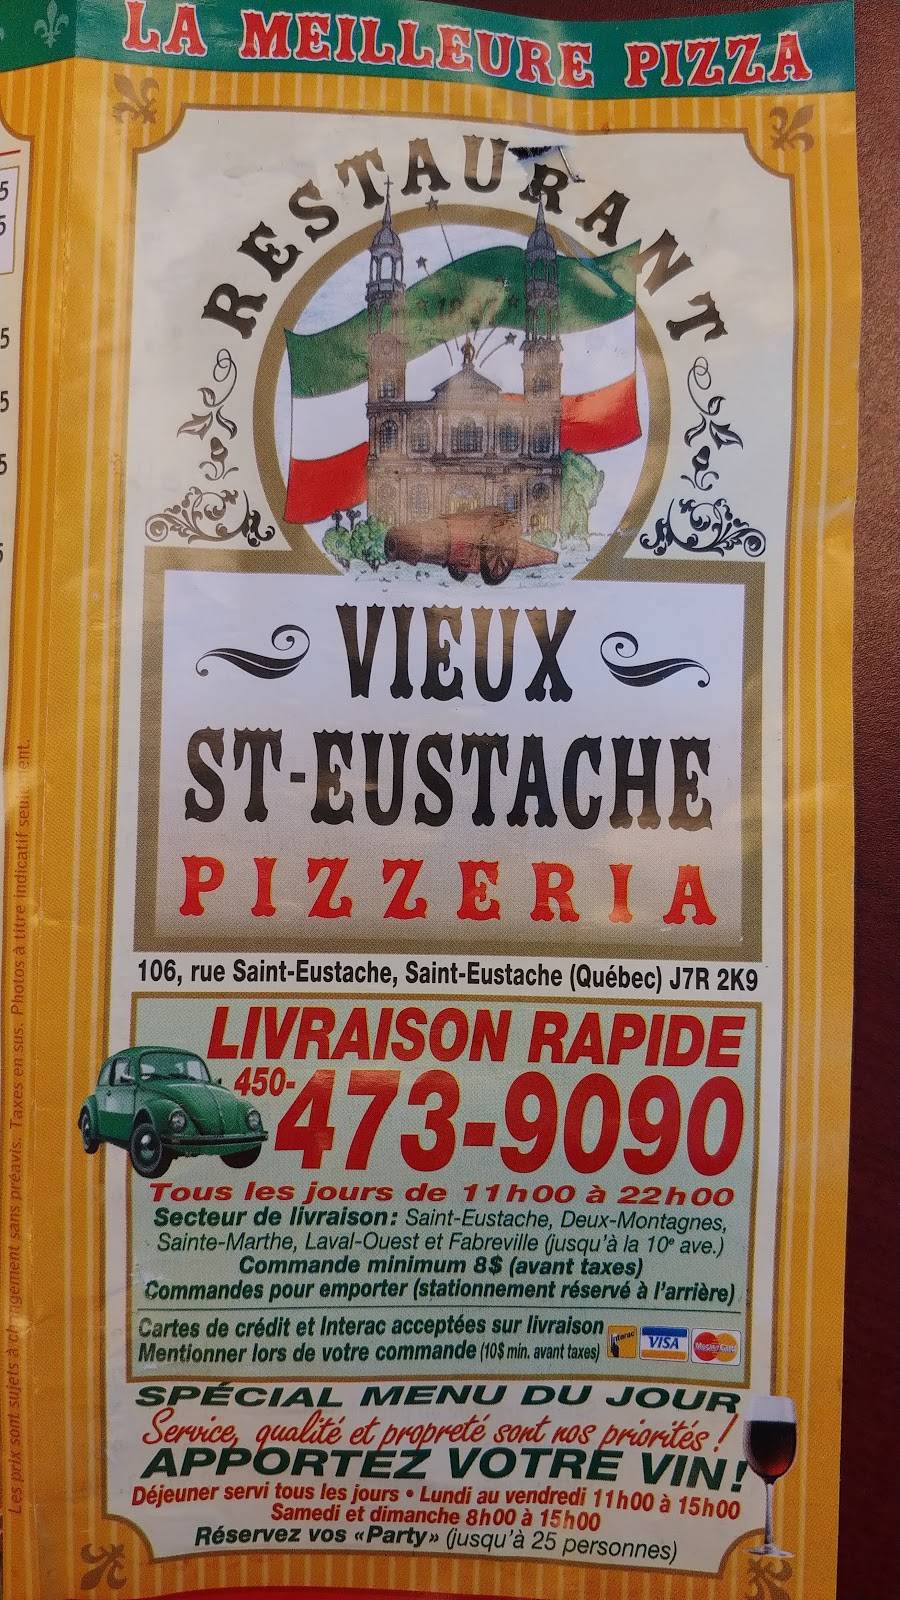 LA MEILLEURE PIZZA
RESTAURANT
VIEUX
ST-EUSTACHE
PIZZERIA
106, rue Saint-Eustache, Saint-Eustache (Québec) J7R 2K9
LIVRAISON RAPIDE
450-473-9090
Tous les jours de 11h00 à 22h00
Secteur de livraison: Saint-Eustache, Deux-Montagnes,
Sainte-Marthe, Laval-Ouest et Fabreville (jusqu'à la 10e ave.)
Commande minimum 8$ (avant taxes)
Commandes pour emporter (stationnement réservé à l'arrière)
Cartes de crédit et Interac acceptées sur livraison
Mentionner lors de votre commande (10$ min. avant taxes)
Interac
VISA
MasterCard
SPÉCIAL MENU DU JOUR
Service, qualité et propreté sont nos priorités !
APPORTEZ VOTRE VIN!
Déjeuner servi tous les jours • Lundi au vendredi 11h00 à 15h00
Samedi et dimanche 8h00 à 15h00
Réservez vos «Party» (jusqu'à 25 personnes)
Les prix sont sujets à changement sans préavis. Taxes en sus. Photos à titre indicatif seulement.
5
5
5
5
5